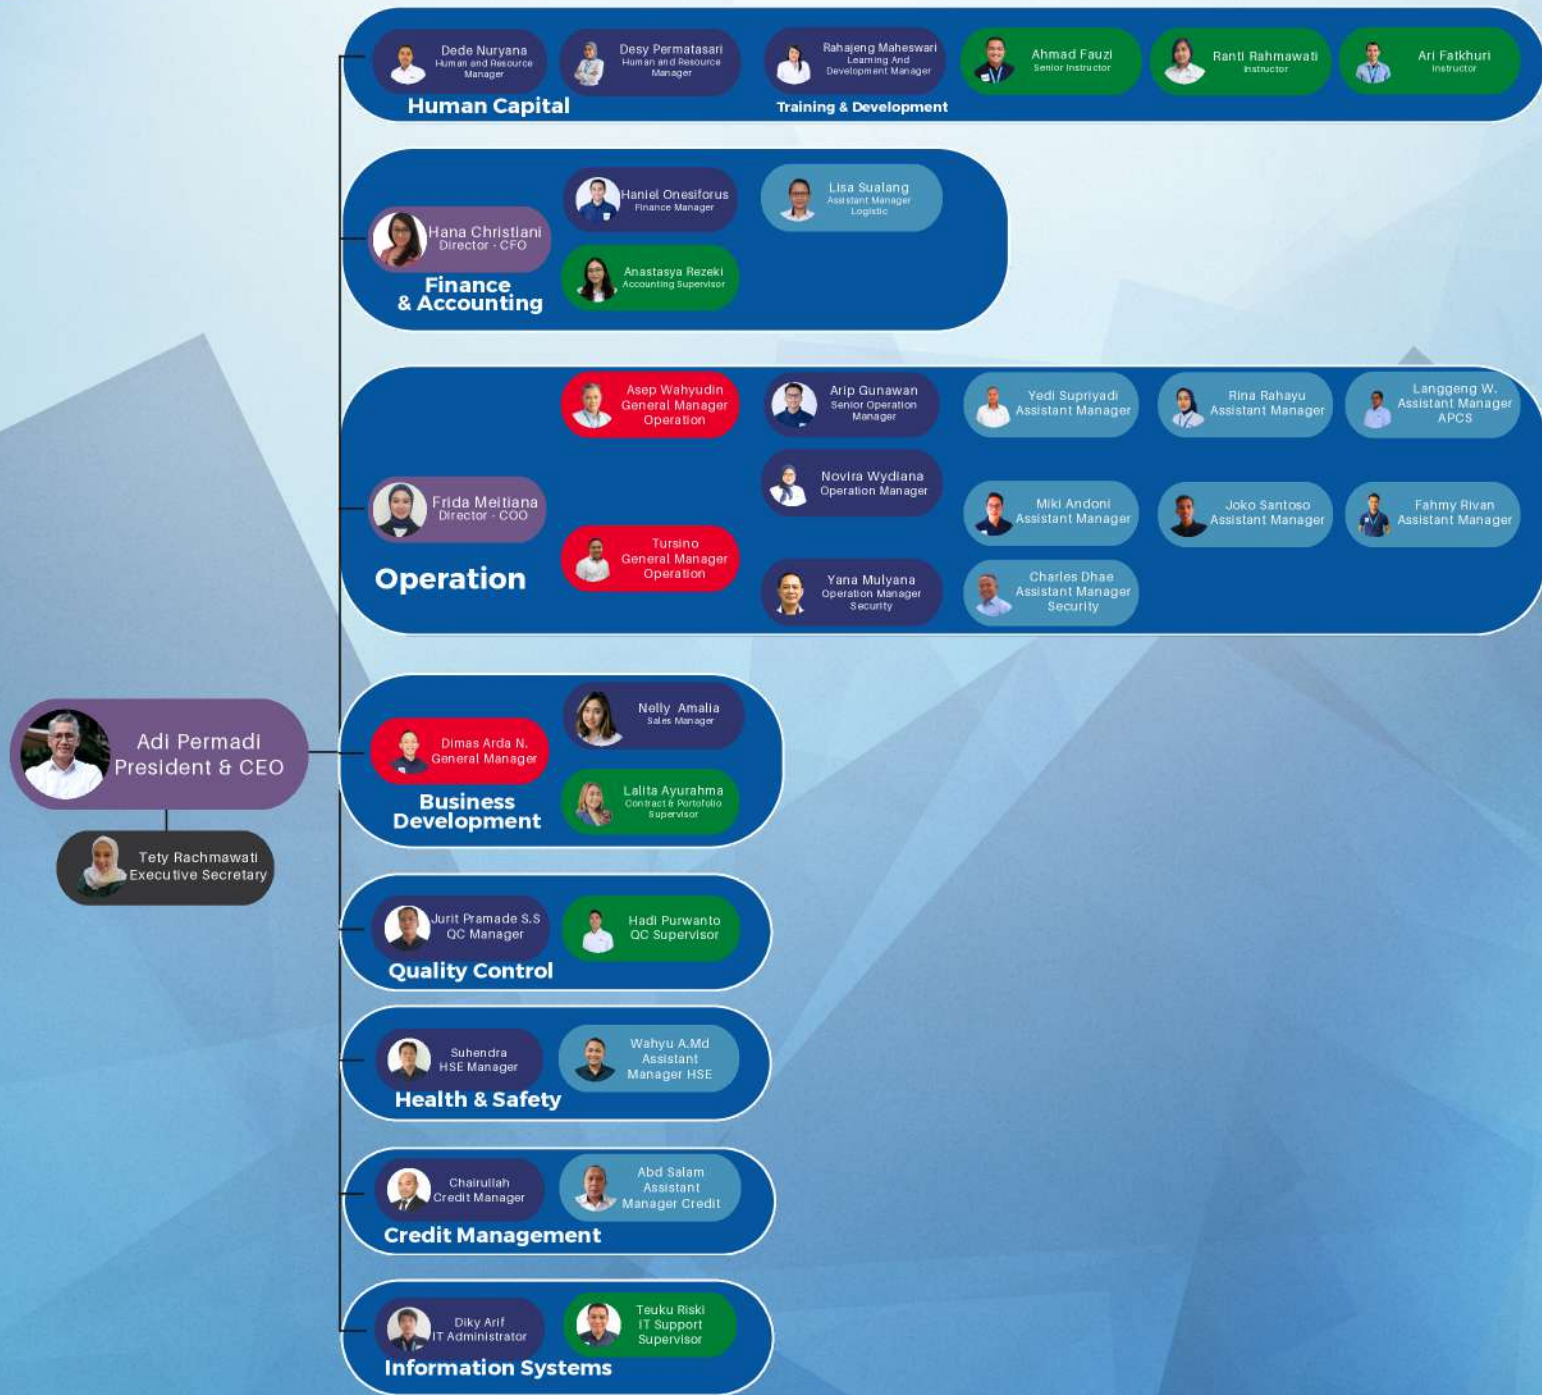 Dede Nuryana
Human and Resource
Manager
Desy Permatasari
Human and Resource
Manager
Human Capital
Rahajeng Maheswari
Learning And
Development Manager
Training & Development
Ahmad Fauzi
Senior Instructor
Ranti Rahmawati
Instructor
Ari Fatkhuri
Instructor
Hana Christiani
Director - CFO
Finance
& Accounting
Haniel Onesiforus
Finance Manager
Lisa Sualang
Assistant Manager
Logistic
Anastasya Rezeki
Accounting Supervisor
Frida Meitiana
Director - COO
Operation
Asep Wahyudin
General Manager
Operation
Tursino
General Manager
Operation
Arip Gunawan
Senior Operation
Manager
Novira Wydiana
Operation Manager
Yana Mulyana
Operation Manager
Security
Yedi Supriyadi
Assistant Manager
Rina Rahayu
Assistant Manager
Langgeng W.
Assistant Manager
APCS
Miki Andoni
Assistant Manager
Joko Santoso
Assistant Manager
Fahmy Rivan
Assistant Manager
Charles Dhae
Assistant Manager
Security
Adi Permadi
President & CEO
Tety Rachmawati
Executive Secretary
Dimas Arda N.
General Manager
Business
Development
Nelly Amalia
Sales Manager
Lalita Ayurahma
Contract & Portofolio
Supervisor
Jurit Pramade S.S
QC Manager
Quality Control
Hadi Purwanto
QC Supervisor
Suhendra
HSE Manager
Health & Safety
Wahyu A.Md
Assistant
Manager HSE
Chairullah
Credit Manager
Credit Management
Abd Salam
Assistant
Manager Credit
Diky Arif
IT Administrator
Information Systems
Teuku Riski
IT Support
Supervisor